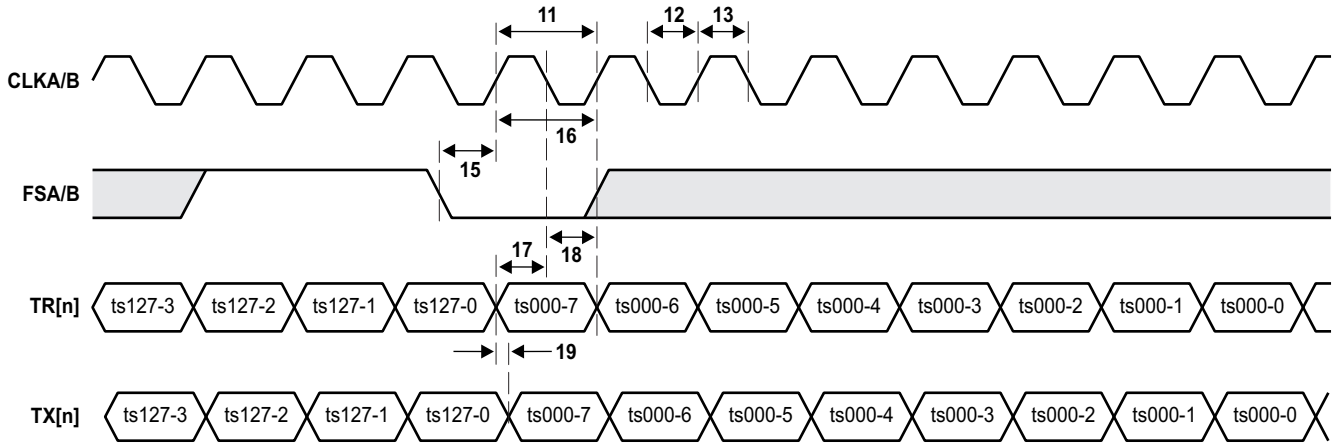 11 12 13
CLKA/B
16
15
FSA/B
17 18
TR[n] ts127-3 ts127-2 ts127-1 ts127-0 ts000-7 ts000-6 ts000-5 ts000-4 ts000-3 ts000-2 ts000-1 ts000-0
19
TX[n] ts127-3 ts127-2 ts127-1 ts127-0 ts000-7 ts000-6 ts000-5 ts000-4 ts000-3 ts000-2 ts000-1 ts000-0